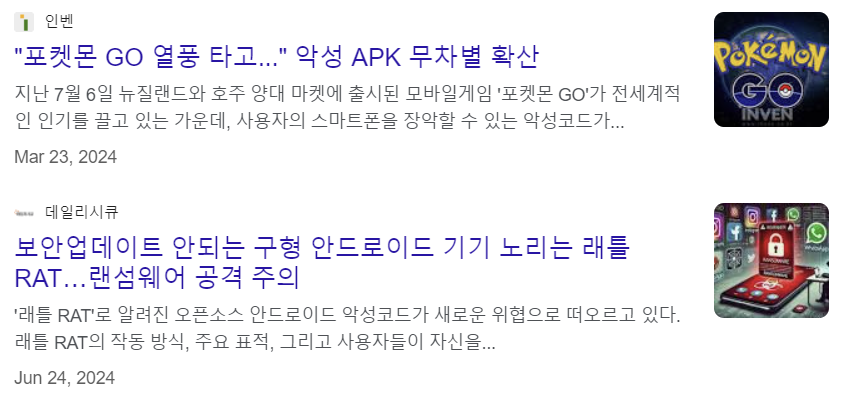 인벤
"포켓몬 GO 열풍 타고..." 악성 APK 무차별 확산
지난 7월 6일 뉴질랜드와 호주 양대 마켓에 출시된 모바일게임 '포켓몬 GO'가 전세계적
인 인기를 끌고 있는 가운데, 사용자의 스마트폰을 장악할 수 있는 악성코드가...
Mar 23, 2024
POKÉMON
GO
INVEN
데일리시큐
보안업데이트 안되는 구형 안드로이드 기기 노리는 래틀
RAT…랜섬웨어 공격 주의
'래틀 RAT'로 알려진 오픈소스 안드로이드 악성코드가 새로운 위협으로 떠오르고 있다.
래틀 RAT의 작동 방식, 주요 표적, 그리고 사용자들이 자신을...
Jun 24, 2024